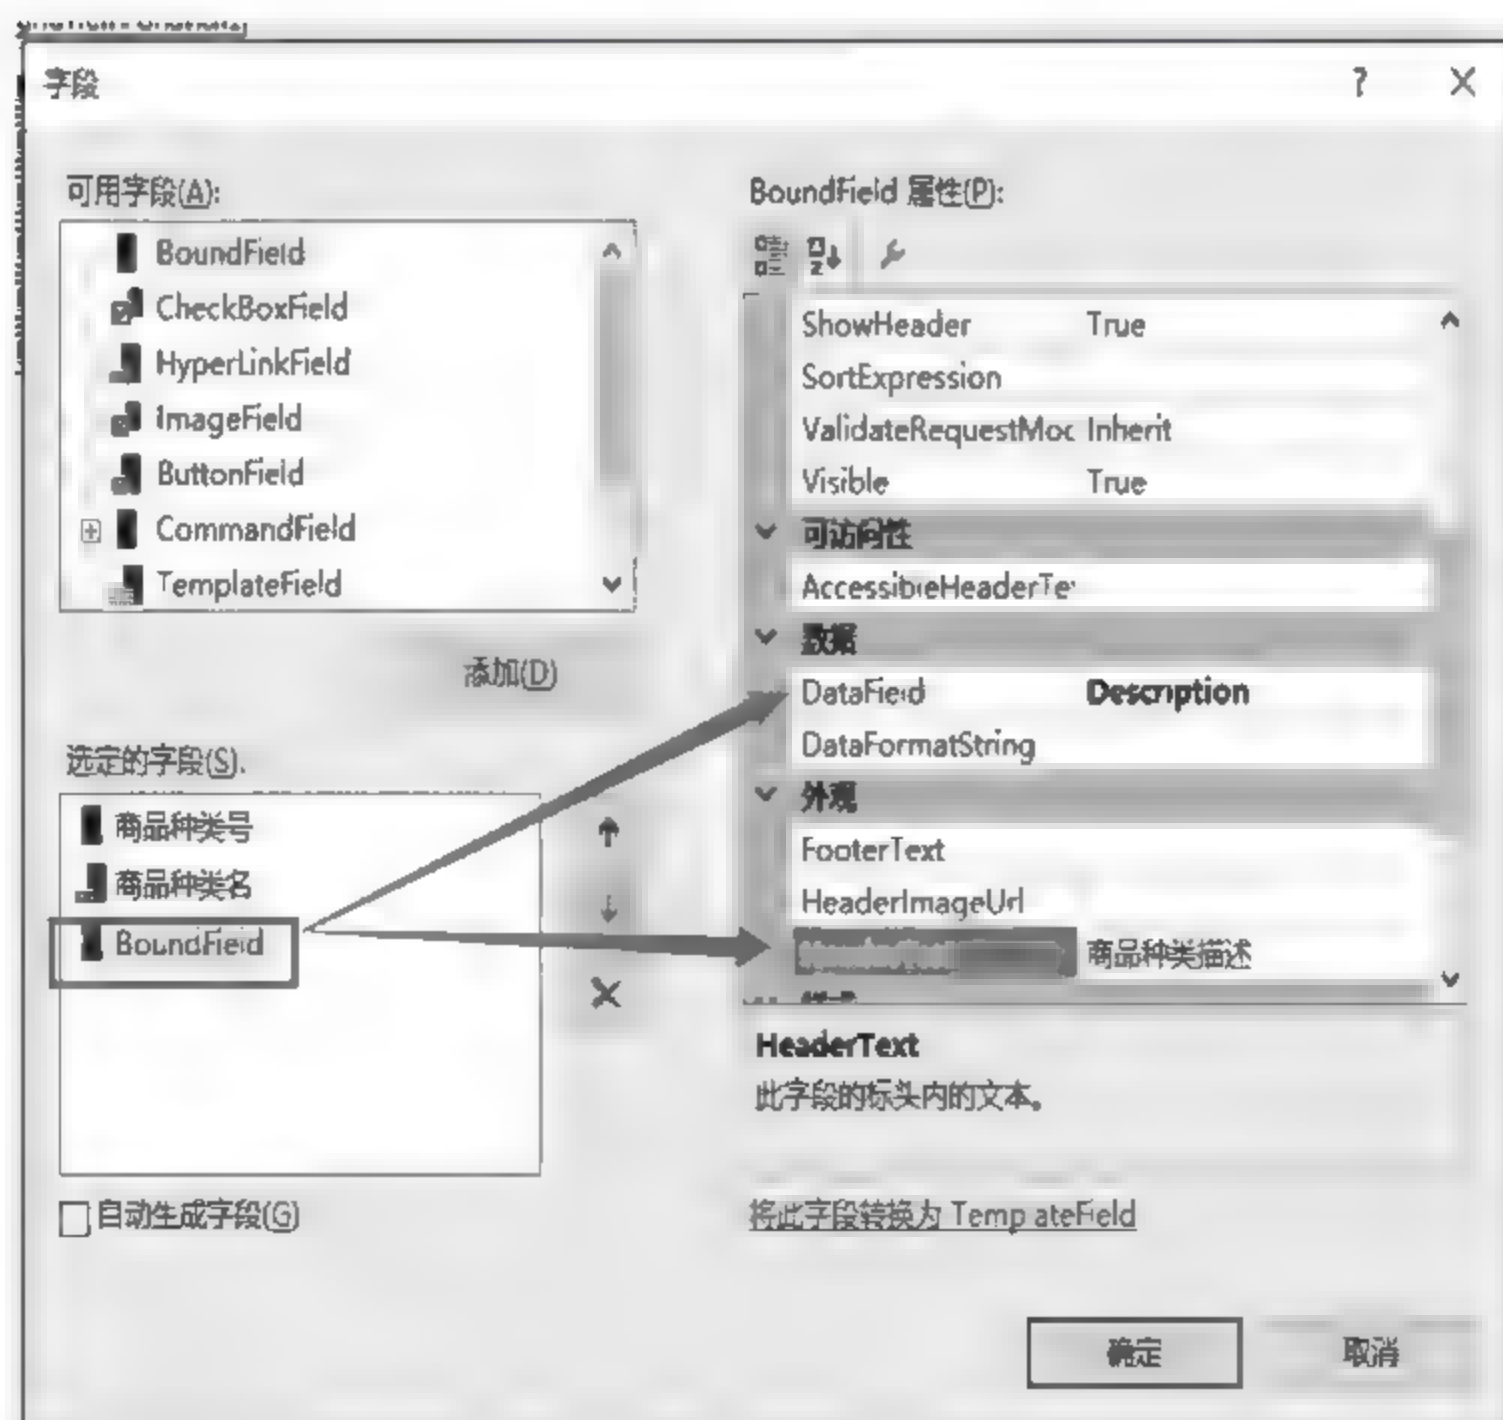 字段
?
可用字段(A):
BoundField
CheckBoxField
HyperLinkField
ImageField
ButtonField
CommandField
TemplateField
添加(D)
选定的字段(S):
商品种类号
商品种类名
BoundField
自动生成字段(G)
BoundField 属性(P):
ShowHeader True
SortExpression
ValidateRequestMoc Inherit
Visible True
可访问性
AccessibleHeaderTe
数据
DataField Description
DataFormatString
外观
FooterText
HeaderImageUrl
商品种类描述
HeaderText
此字段的标头内的文本。
将此字段转换为 TemplateField
确定 取消